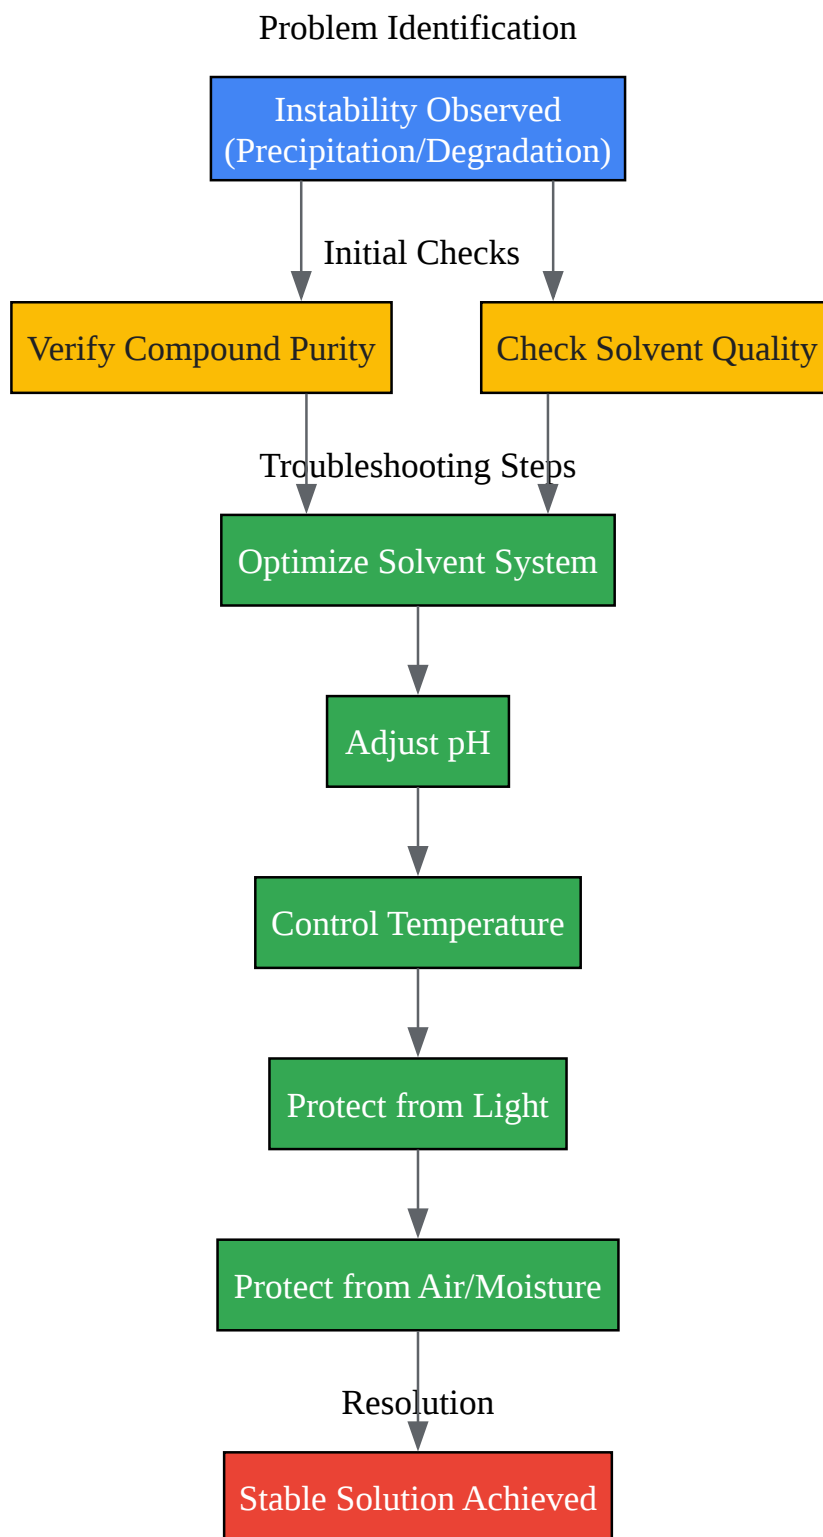 Problem Identification
Instability Observed
(Precipitation/Degradation)
Initial Checks
Verify Compound Purity
Check Solvent Quality
Troubleshooting Steps
Optimize Solvent System
Adjust pH
Control Temperature
Protect from Light
Protect from Air/Moisture
Resolution
Stable Solution Achieved